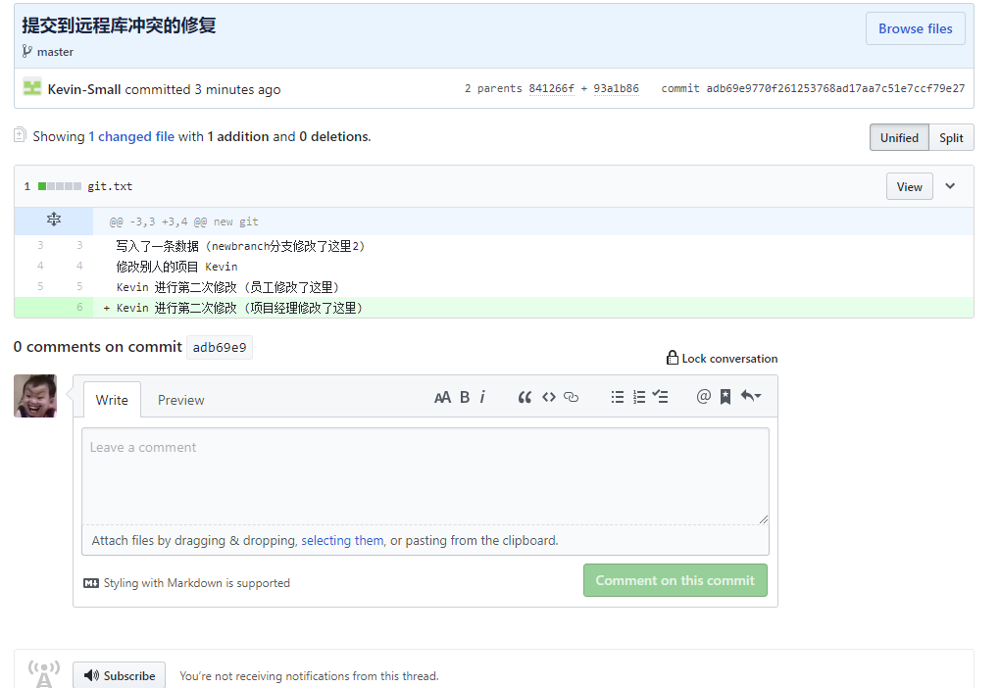 提交到远程库冲突的修复
Browse files
master
Kevin-Small committed 3 minutes ago
2 parents 841266f + 93a1b86 commit adb69e9770f261253768ad17aa7c51e7ccf79e27
Showing 1 changed file with 1 addition and 0 deletions.
Unified Split
1 git.txt
View
@@ -3,3 +3,4 @@ new git
3 3 写入了一条数据 (newbranch分支修改了这里2)
4 4 修改别人的项目 Kevin
5 5 Kevin 进行第二次修改 (员工修改了这里)
6 + Kevin 进行第二次修改 (项目经理修改了这里)
0 comments on commit adb69e9
Lock conversation
Write Preview
AA B i “ <> @
Leave a comment
Attach files by dragging & dropping, selecting them, or pasting from the clipboard.
Styling with Markdown is supported
Comment on this commit
Subscribe
You’re not receiving notifications from this thread.